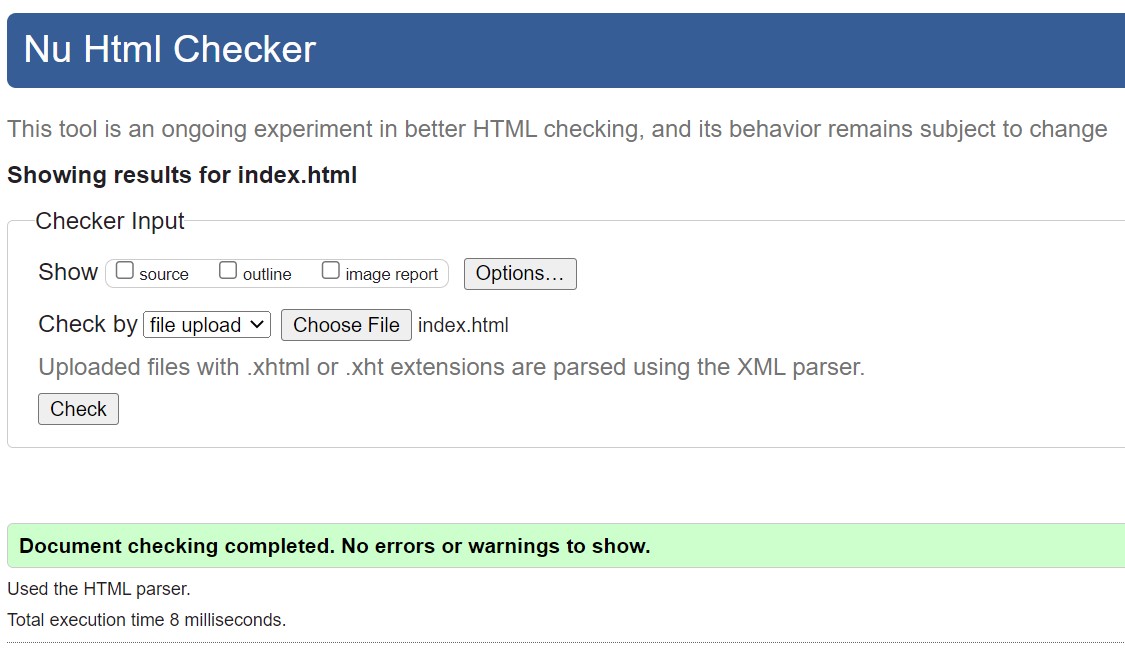 Nu Html Checker
This tool is an ongoing experiment in better HTML checking, and its behavior remains subject to change
Showing results for index.html
Checker Input
Show source outline image report Options…
Check by file upload Choose File index.html
Uploaded files with .xhtml or .xht extensions are parsed using the XML parser.
Check
Document checking completed. No errors or warnings to show.
Used the HTML parser.
Total execution time 8 milliseconds.